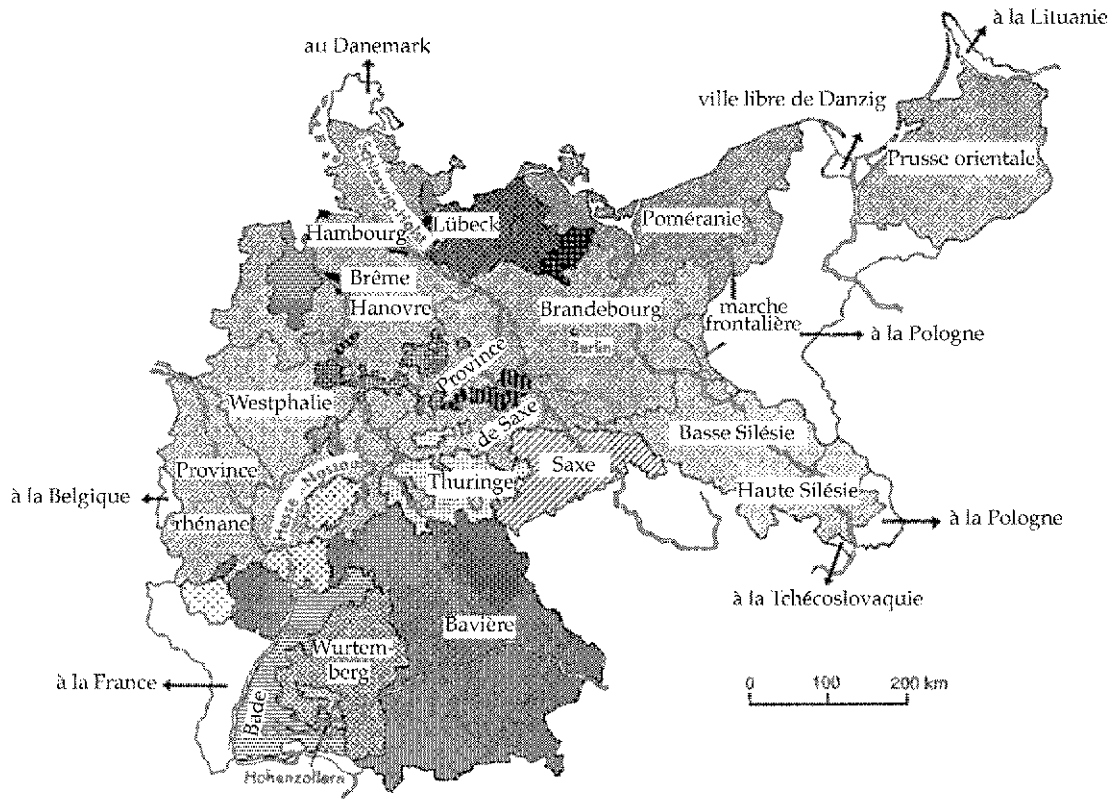 à la Lituanie
au Danemark
ville libre de Danzig
Prusse orientale
Poméranie
Lübeck
Hambourg
Brême
Hanovre
Brandebourg
Berlin
marche
frontalière
à la Pologne
Province
de Saxe
Westphalie
Basse Silésie
Saxe
Thuringe
Province
rhénane
Hesse - Nassau
à la Belgique
Haute Silésie
à la Pologne
à la Tchécoslovaquie
Bavière
Wurtem-
berg
à la France
Bade
Hohenzollern
0 100 200 km